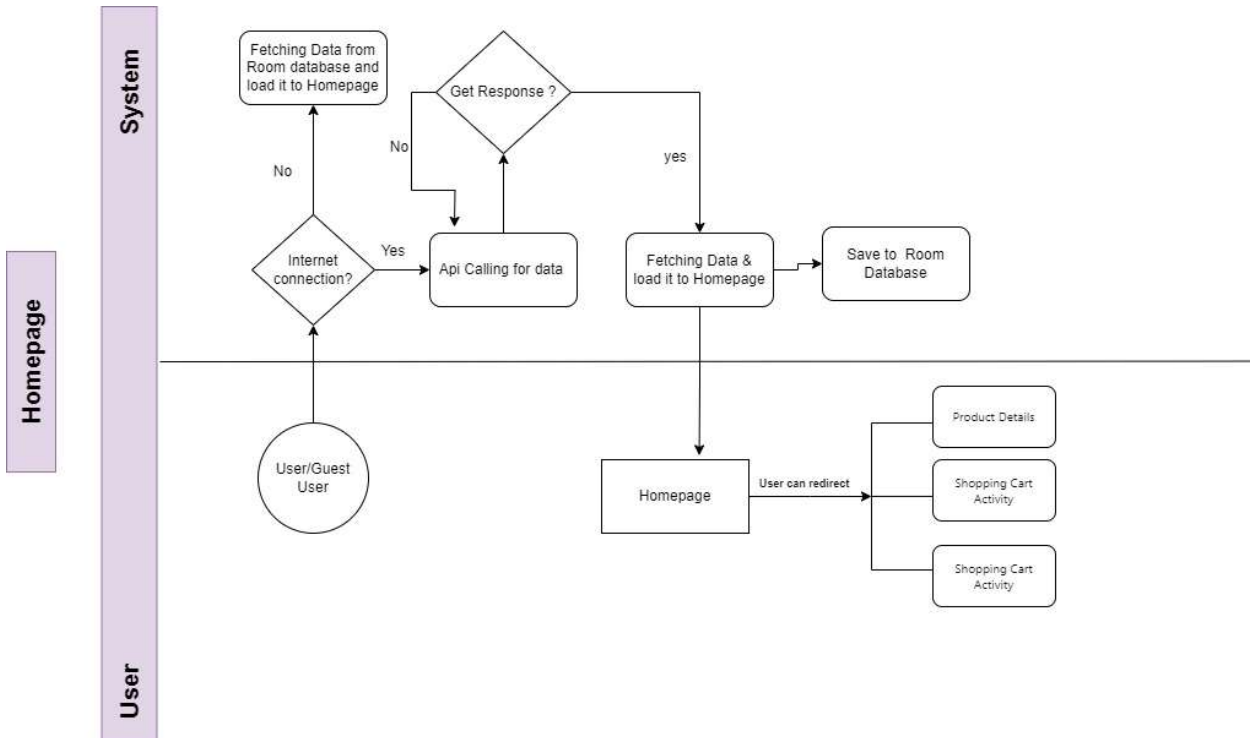 Homepage
System
User
Fetching Data from
Room database and
load it to Homepage
Get Response ?
No
No
yes
Internet
connection?
Yes
Api Calling for data
Fetching Data &
load it to Homepage
Save to Room
Database
User/Guest
User
Homepage
User can redirect
Product Details
Shopping Cart
Activity
Shopping Cart
Activity